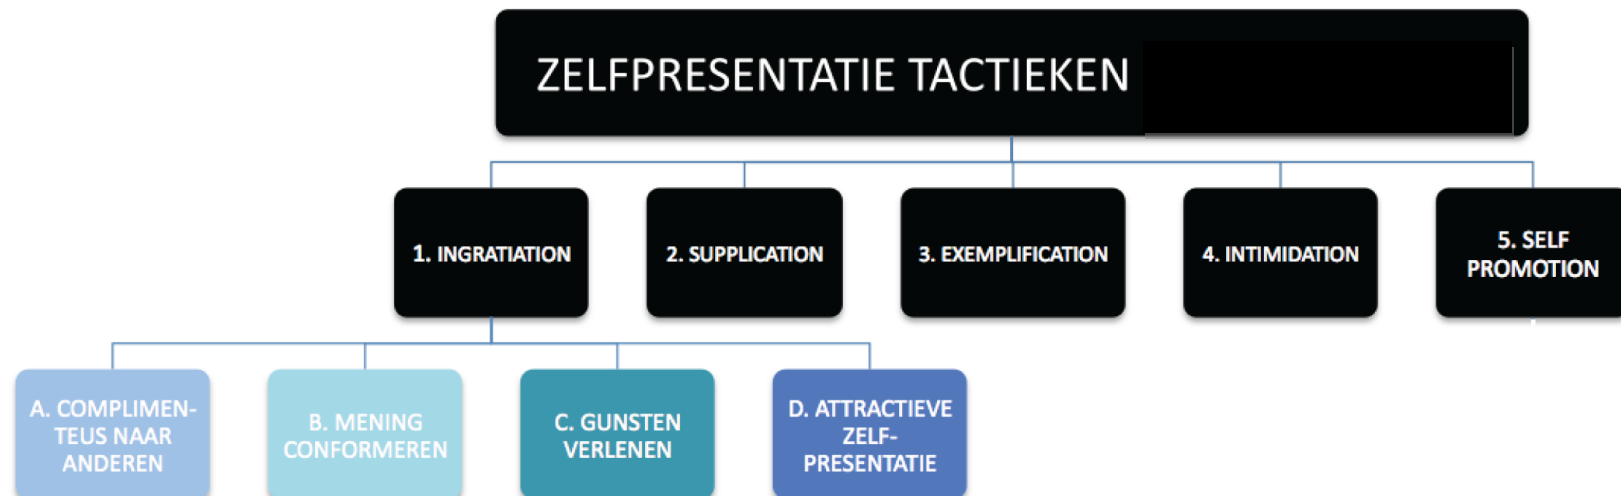 ZELFPRESENTATIE TACTIEKEN
1. INGRATIATION
2. SUPPLICATION
3. EXEMPLIFICATION
4. INTIMIDATION
5. SELF
PROMOTION
A. COMPLIMEN-
TEUS NAAR
ANDEREN
B. MENING
CONFORMEREN
C. GUNSTEN
VERLENEN
D. ATTRACTIEVE
ZELF-
PRESENTATIE